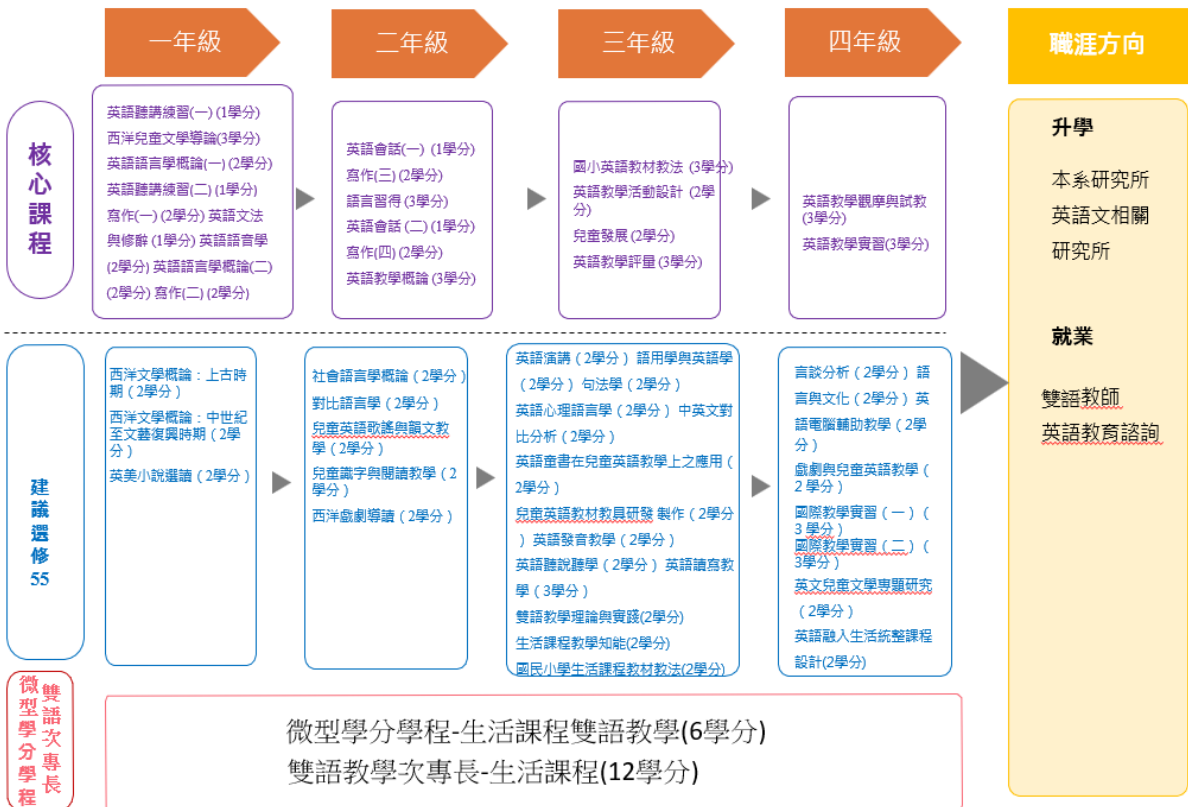 一年級
二年級
三年級
四年級
職涯方向
核心課程
英語聽講練習(一) (1學分)
西洋兒童文學導論(3學分)
英語語言學概論(一) (2學分)
英語聽講練習(二) (1學分)
寫作(一) (2學分) 英語文法
與修辭 (1學分) 英語語音學
(2學分) 英語語言學概論(二)
(2學分) 寫作(二) (2學分)
英語會話(一) (1學分)
寫作(三) (2學分)
語言習得 (3學分)
英語會話 (二) (1學分)
寫作(四) (2學分)
英語教學概論 (3學分)
國小英語教材教法 (3學分)
英語教學活動設計 (2學
分)
兒童發展 (2學分)
英語教學評量 (3學分)
英語教學觀摩與試教
(3學分)
英語教學實習(3學分)
升學
本系研究所
英語文相關
研究所
就業
雙語教師
英語教育諮詢
建議選修
55
西洋文學概論：上古時
期（2學分）
西洋文學概論：中世紀
至文藝復興時期（2學
分）
英美小說選讀（2學分）
社會語言學概論（2學分）
對比語言學（2學分）
兒童英語歌謠與韻文教
學（2學分）
兒童識字與閱讀教學（2
學分）
西洋戲劇導讀（2學分）
英語演講（2學分） 語用學與英語學
（2學分） 句法學（2學分）
英語心理語言學（2學分） 中英文對
比分析（2學分）
英語童書在兒童英語教學上之應用（
2學分）
兒童英語教材教具研發 製作（2學分
） 英語發音教學（2學分）
英語聽說聽學（2學分） 英語讀寫教
學（3學分）
雙語教學理論與實踐(2學分)
生活課程教學知能(2學分)
國民小學生活課程教材教法(2學分)
言談分析（2學分） 語
言與文化（2學分） 英
語電腦輔助教學（2學
分）
戲劇與兒童英語教學（
2 學分）
國際教學實習（一）（
3 學分）
國際教學實習（二）（
3學分）
英文兒童文學專題研究
（2學分）
英語融入生活統整課程
設計(2學分)
雙語次專長
微型學分學程
微型學分學程-生活課程雙語教學(6學分)
雙語教學次專長-生活課程(12學分)